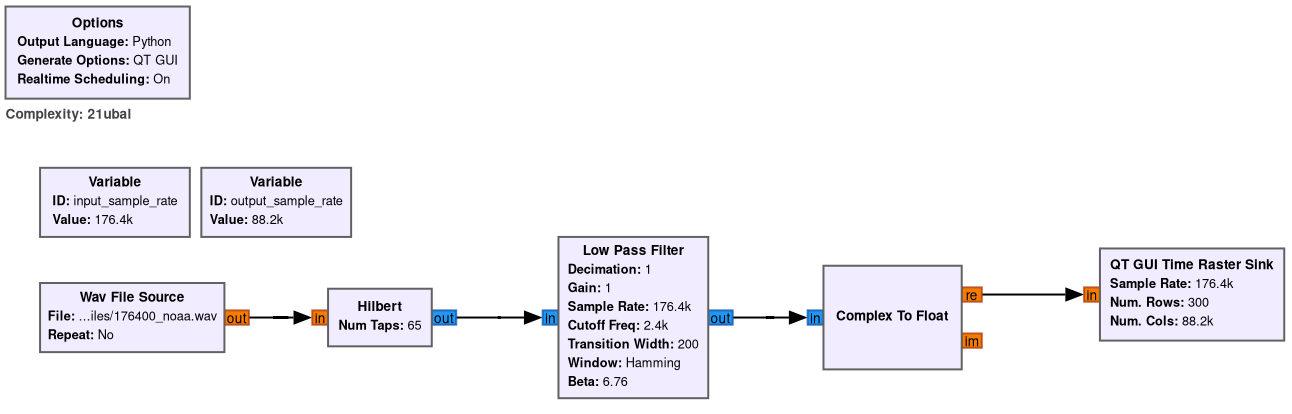 Options
Output Language: Python
Generate Options: QT GUI
Realtime Scheduling: On
Complexity: 21ubal
Variable
ID: input_sample_rate
Value: 176.4k
Variable
ID: output_sample_rate
Value: 88.2k
Wav File Source
File: ...iles/176400_noaa.wav
Repeat: No
out
in
Hilbert
Num Taps: 65
out
in
Low Pass Filter
Decimation: 1
Gain: 1
Sample Rate: 176.4k
Cutoff Freq: 2.4k
Transition Width: 200
Window: Hamming
Beta: 6.76
out
in
Complex To Float
re
im
in
QT GUI Time Raster Sink
Sample Rate: 176.4k
Num. Rows: 300
Num. Cols: 88.2k